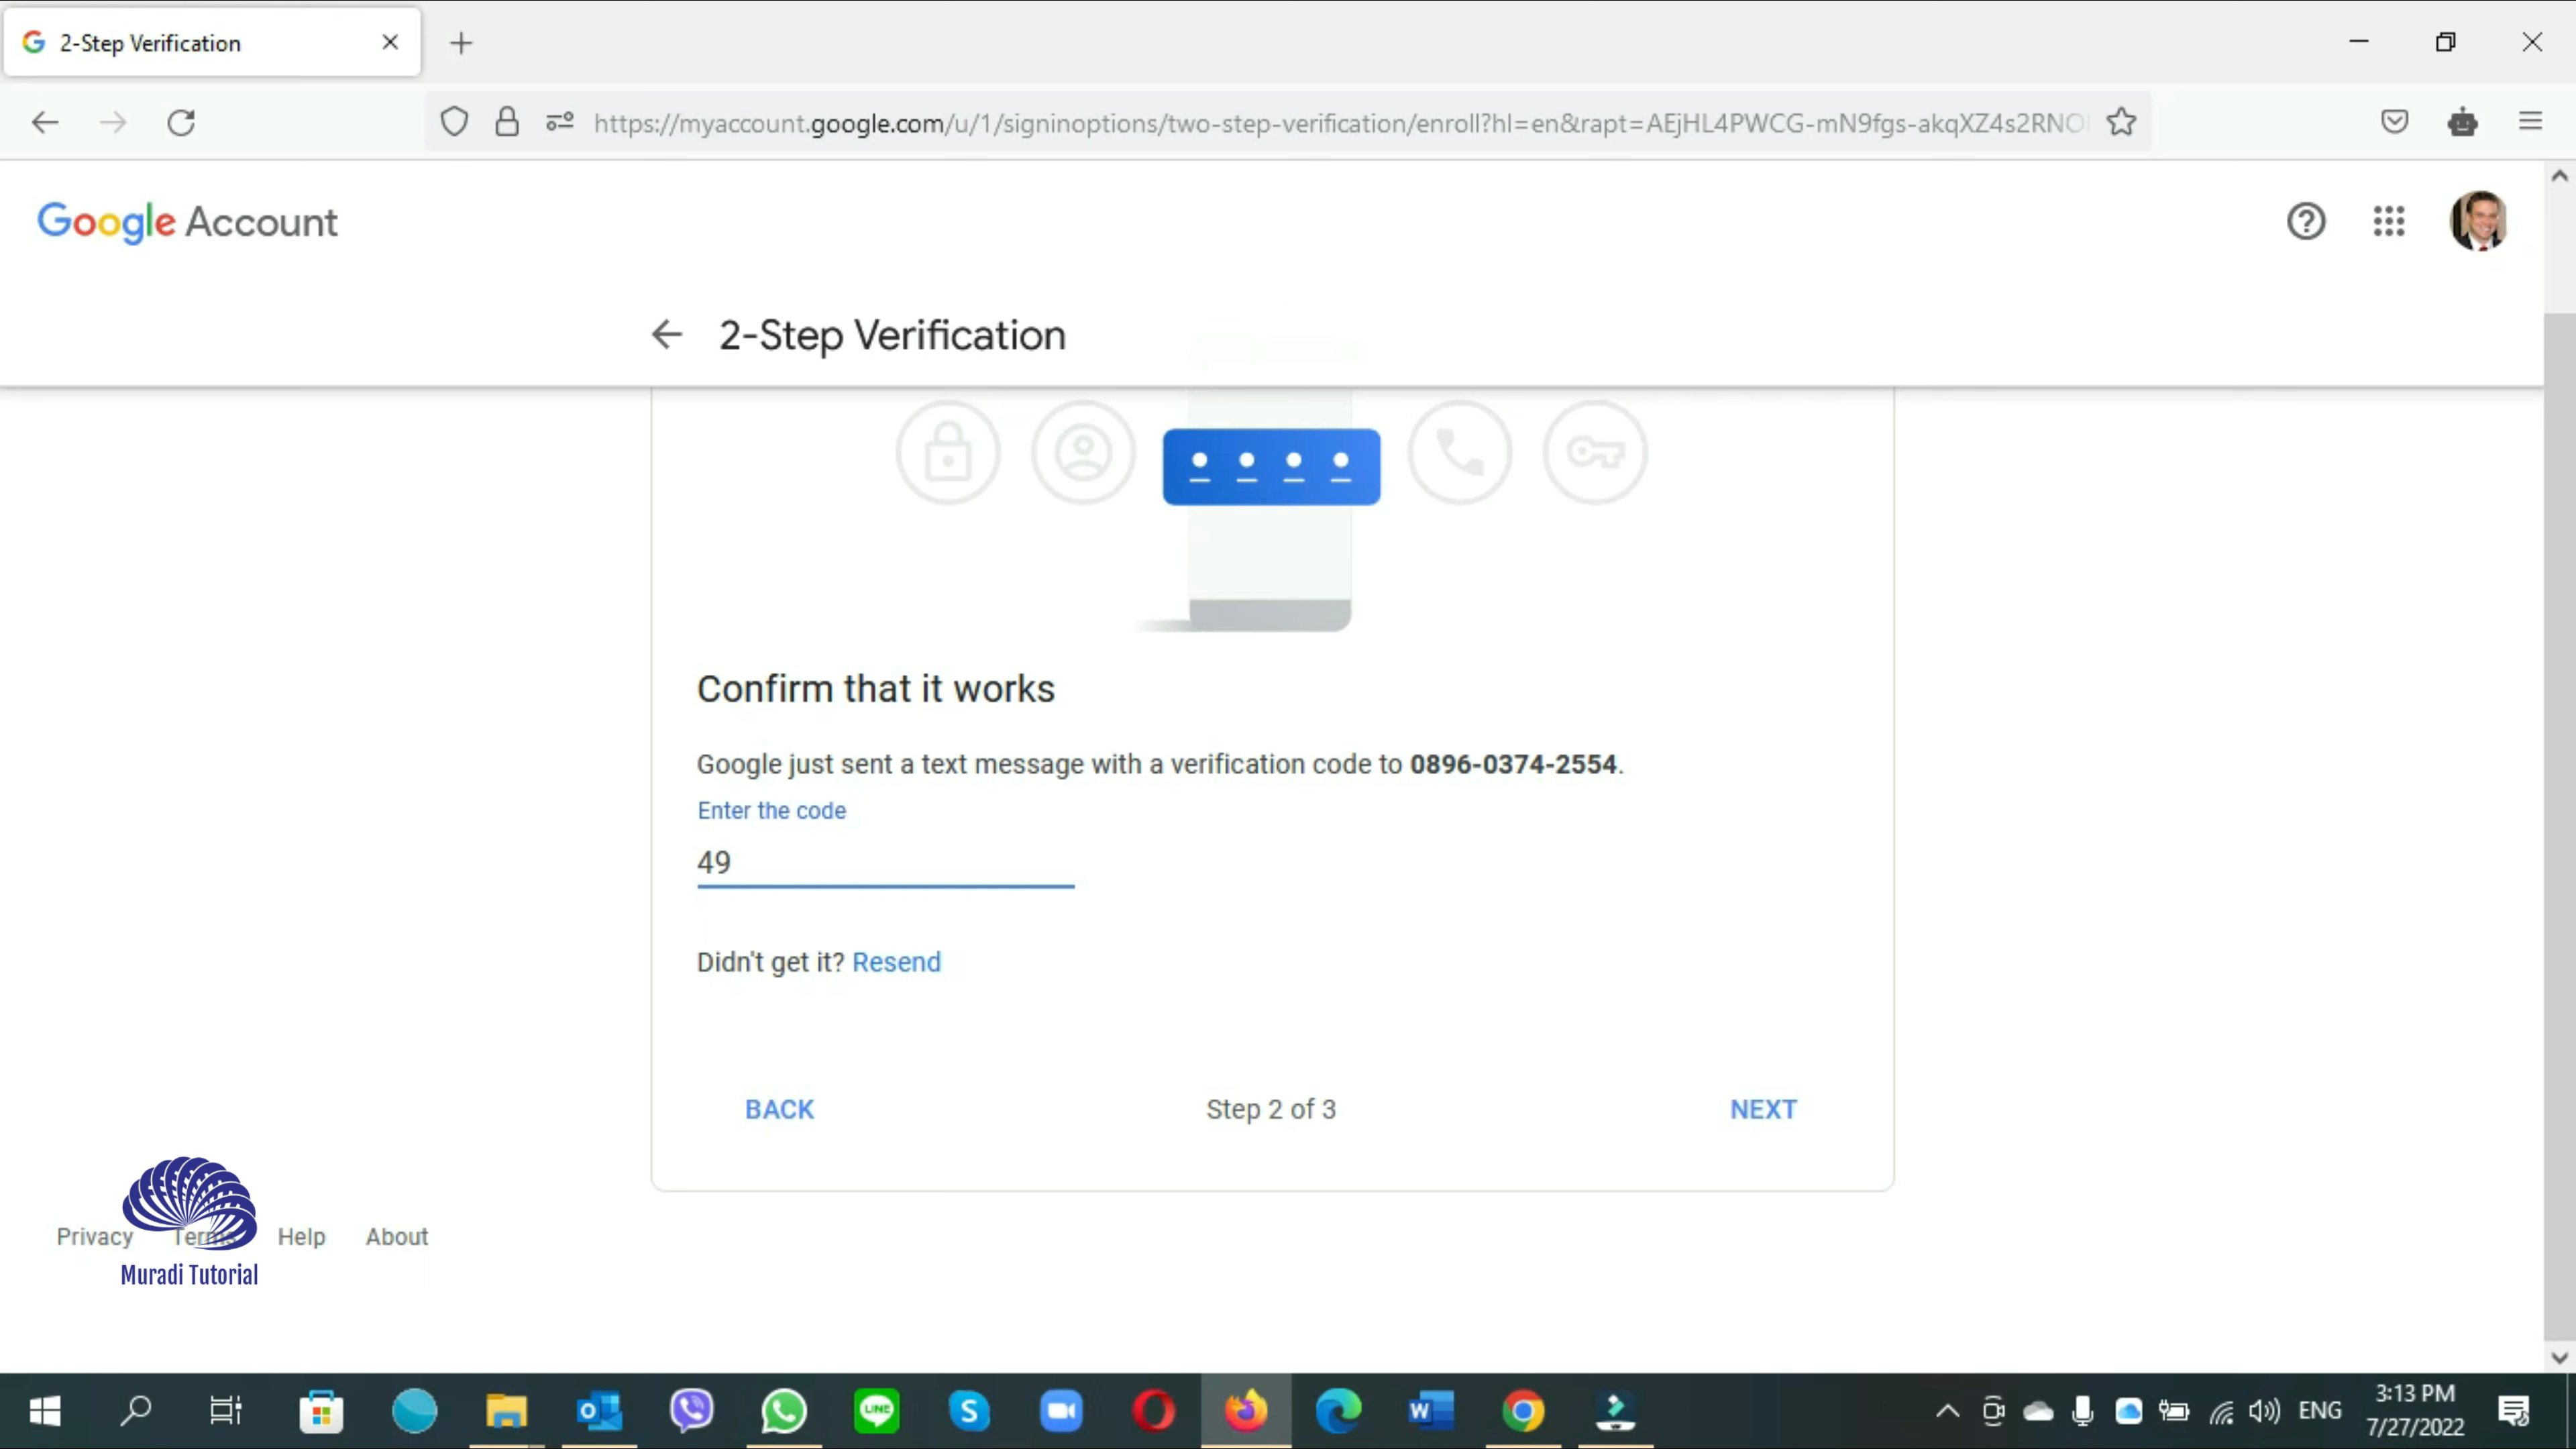 2-Step Verification
https://myaccount.google.com/u/1/signinoptions/two-step-verification/enroll?hl=en&rapt=AEjHL4PWCG-mN9fgs-akqXZ4s2RNO
Google Account
2-Step Verification
Confirm that it works
Google just sent a text message with a verification code to 0896-0374-2554.
Enter the code
49
Didn't get it? Resend
BACK Step 2 of 3 NEXT
Privacy Terms Help About
Muradi Tutorial
LINE
ENG
3:13 PM
7/27/2022